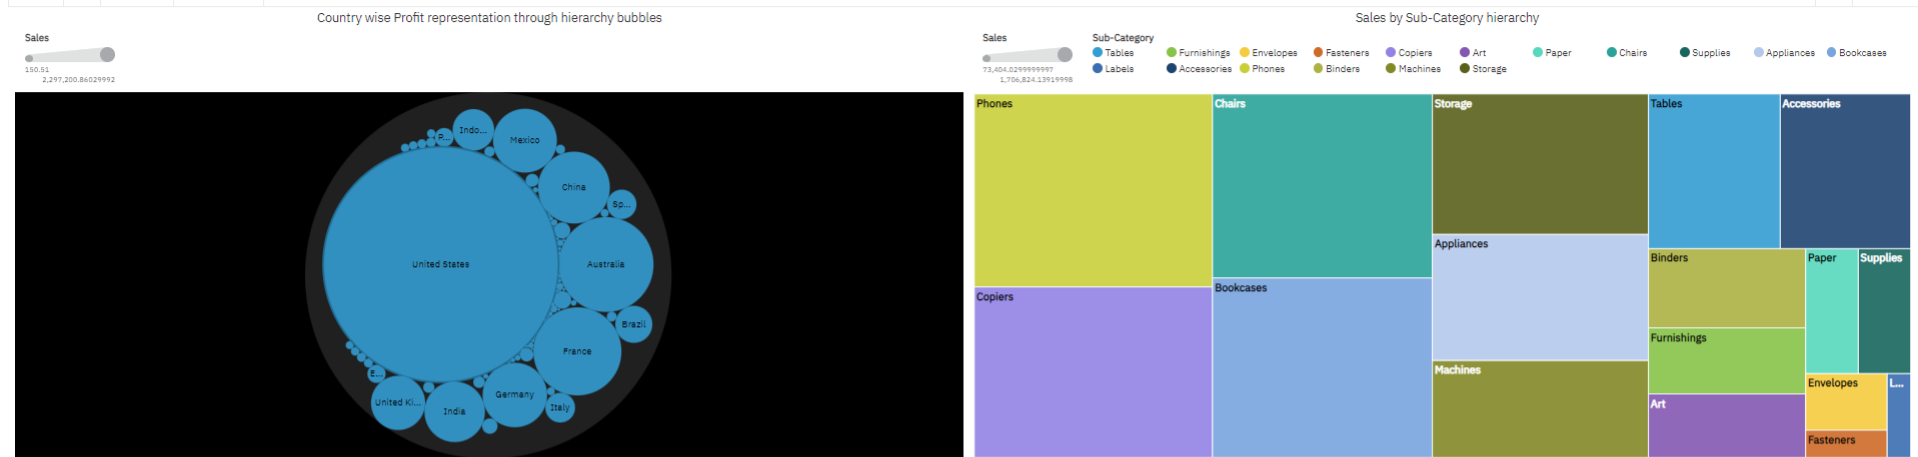 Country wise Profit representation through hierarchy bubbles
Sales
150.51
2,297,200.86029992
P...
Indo...
Mexico
China
Sp...
United States
Australia
Brazil
France
E...
Germany
United Ki...
India
Italy
Sales by Sub-Category hierarchy
Sales
73,404.0299999997
1,706,824.13919998
Sub-Category
Tables Furnishings Envelopes Fasteners Copiers Art Paper Chairs Supplies Appliances Bookcases
Labels Accessories Phones Binders Machines Storage
Phones Chairs Storage Tables Accessories
Appliances
Binders Paper Supplies
Copiers Bookcases
Furnishings
Machines
Envelopes L...
Art
Fasteners